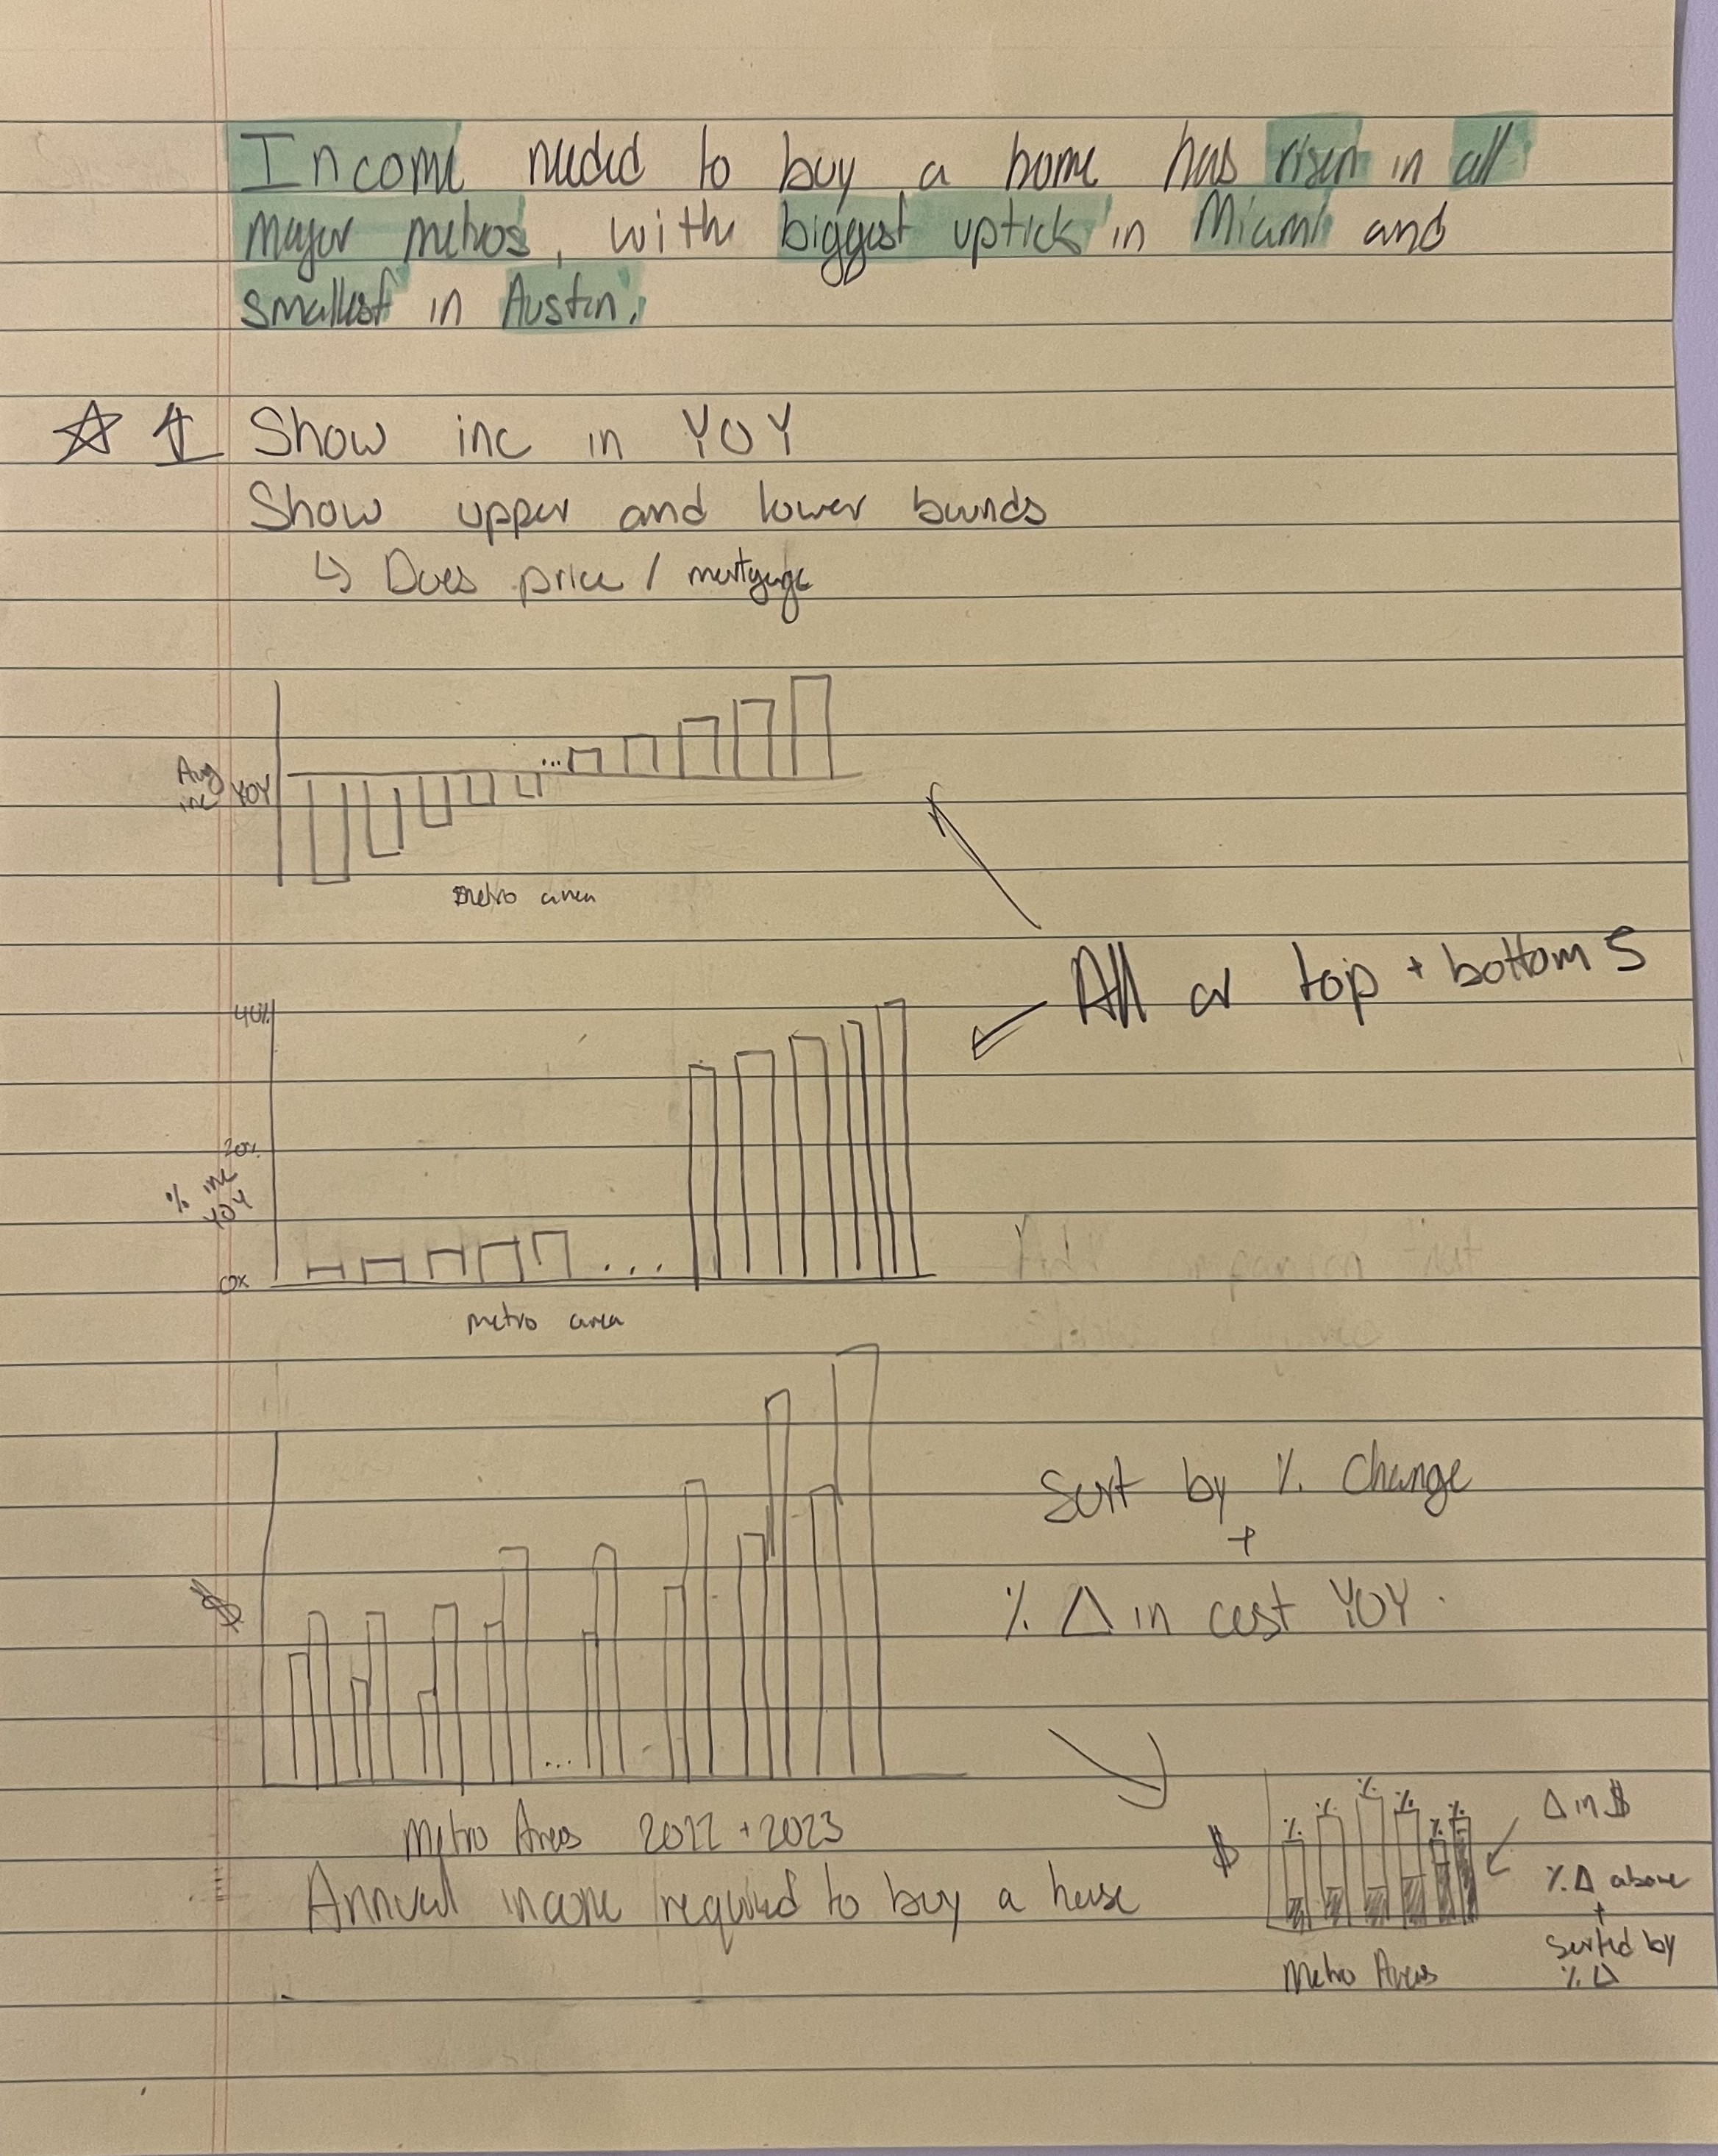 Income needed to buy a home has risen in all
major metros, with biggest uptick in Miami and
smallest in Austin.
Show inc in YOY
Show upper and lower bounds
↳ Does price / mortgage
Avg
inc YOY
Metro area
All or top + bottom 5
40%
20%
% inc
YOY
0%
Metro area
$
Sort by % Change
+
% Δ in cost YOY.
Metro Areas 2022 + 2023
Annual income required to buy a house
$
% % % % % %
Metro Areas
Δ in $
% Δ above
+
sorted by
% Δ